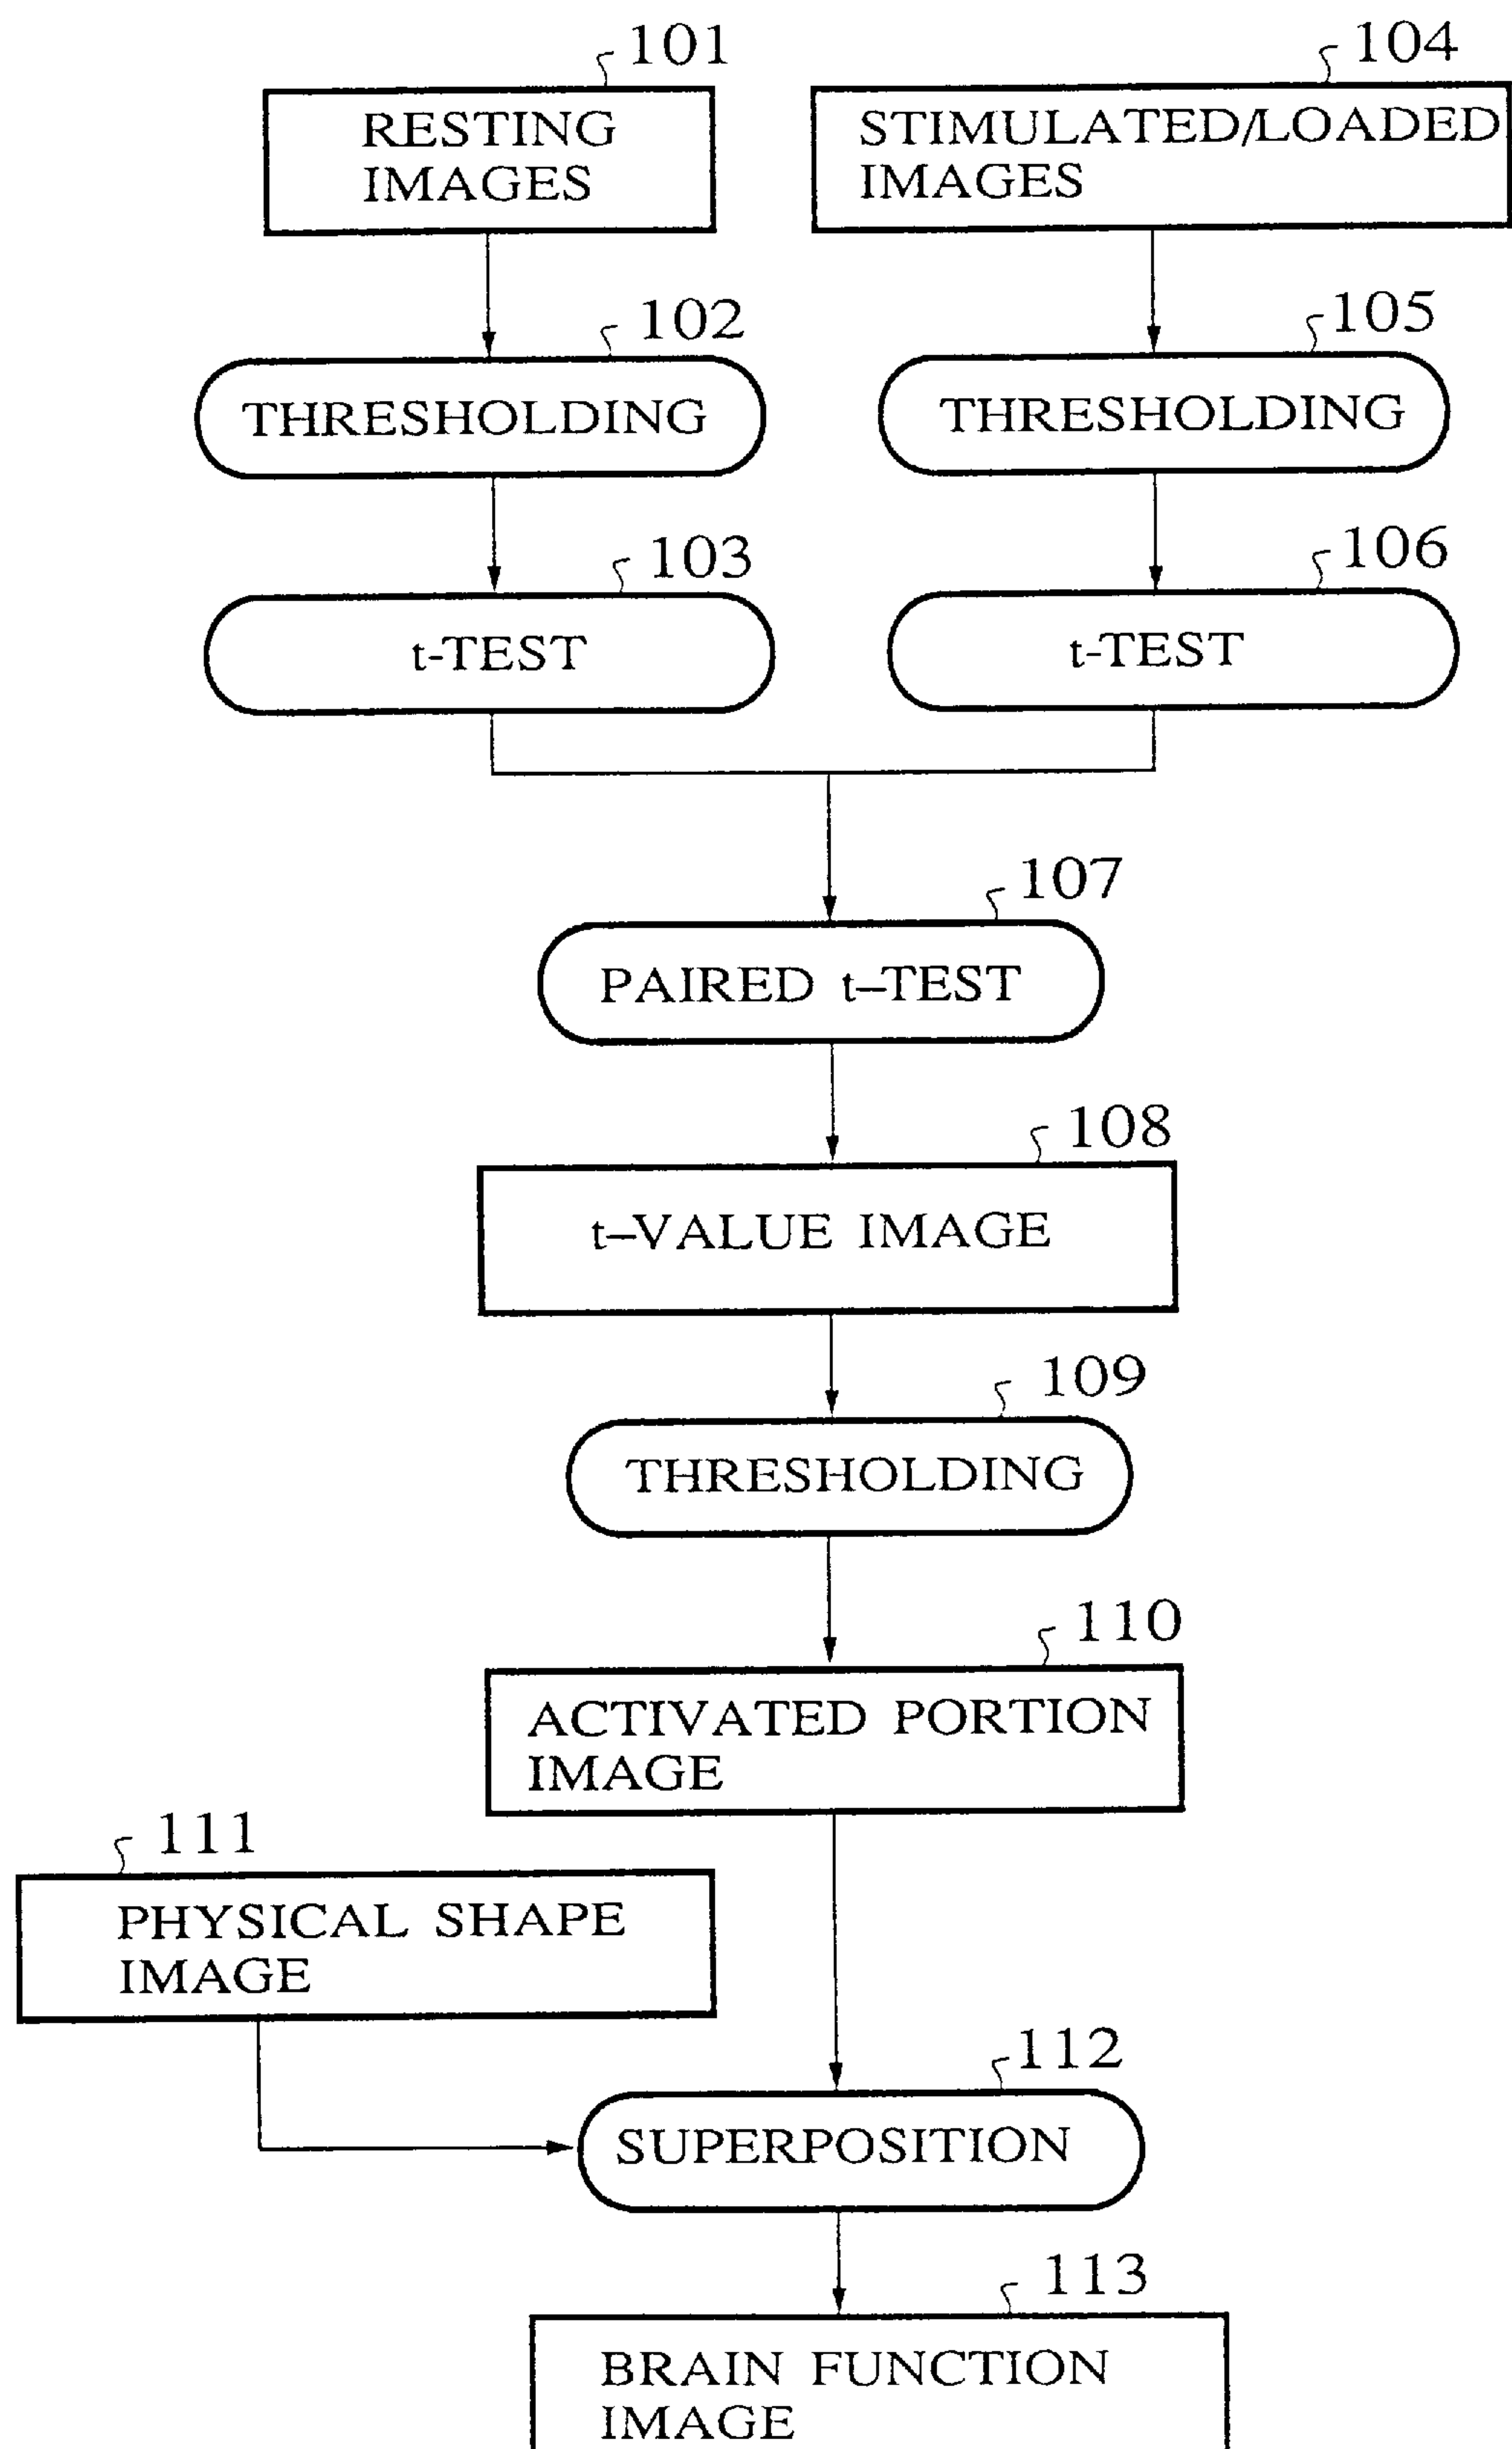 101
RESTING
IMAGES
104
STIMULATED/LOADED
IMAGES
102
THRESHOLDING
105
THRESHOLDING
103
t-TEST
106
t-TEST
107
PAIRED t–TEST
108
t–VALUE IMAGE
109
THRESHOLDING
110
ACTIVATED PORTION
IMAGE
111
PHYSICAL SHAPE
IMAGE
112
SUPERPOSITION
113
BRAIN FUNCTION
IMAGE